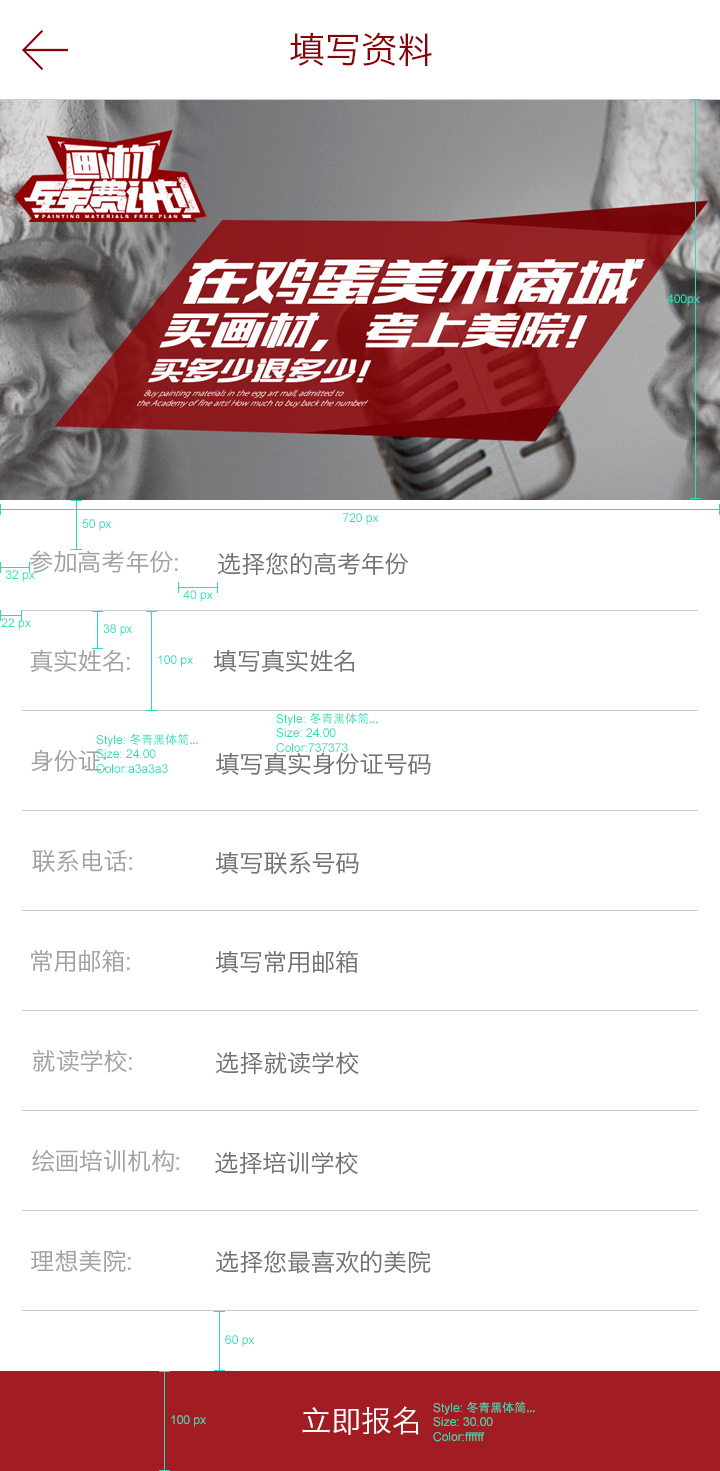 填写资料
画材
全免费计划
PAINTING MATERIALS FREE PLAN
在鸡蛋美术商城
买画材，考上美院！
买多少退多少！
Buy painting materials in the egg art mall, admitted to
the Academy of fine arts! How much to buy back the number!
400px
720 px
50 px
参加高考年份: 选择您的高考年份
32 px
40 px
22 px
38 px
真实姓名: 100 px 填写真实姓名
Style: 冬青黑体简...
Size: 24.00
Color:737373
Style: 冬青黑体简...
Size: 24.00
Color:a3a3a3
身份证: 填写真实身份证号码
联系电话: 填写联系号码
常用邮箱: 填写常用邮箱
就读学校: 选择就读学校
绘画培训机构: 选择培训学校
理想美院: 选择您最喜欢的美院
60 px
100 px
立即报名
Style: 冬青黑体简...
Size: 30.00
Color:ffffff